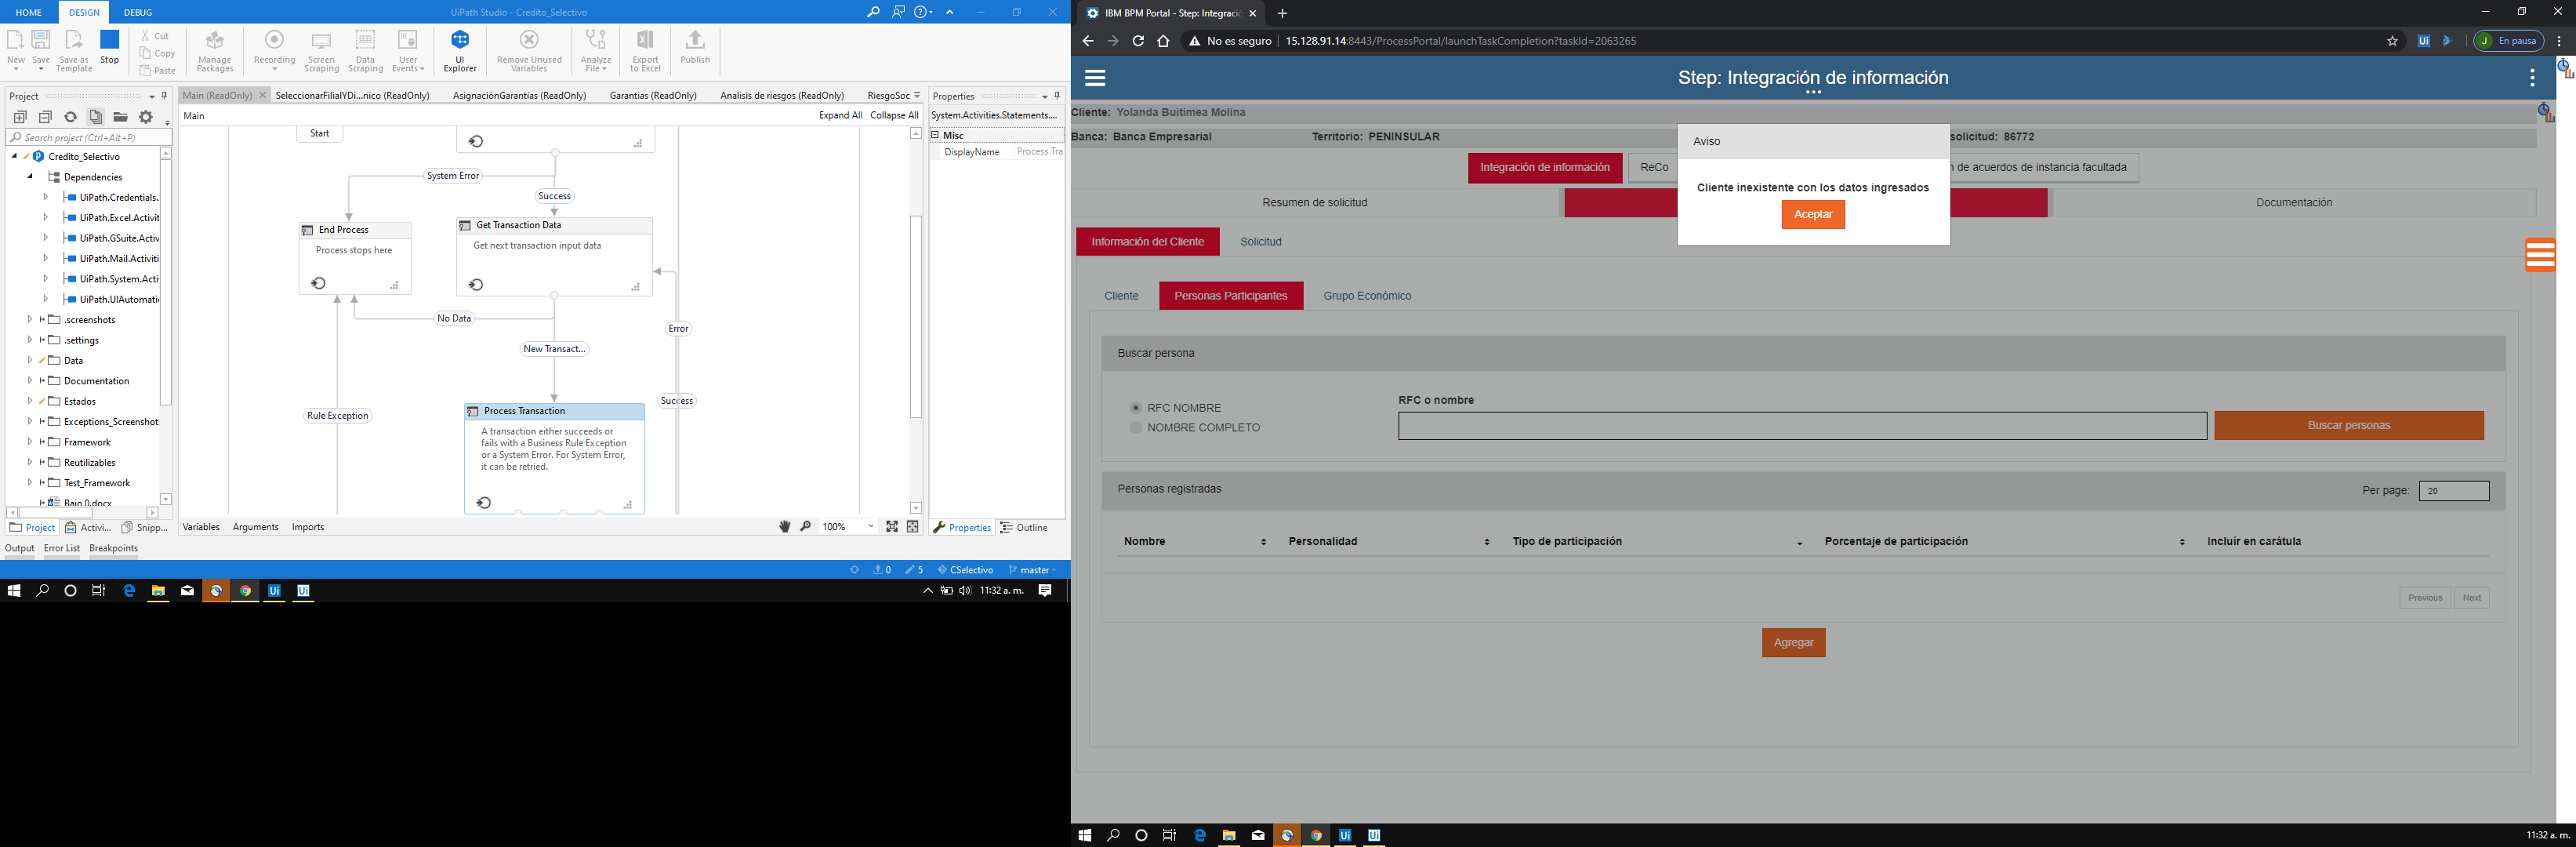 HOME DESIGN DEBUG UiPath Studio - Credito_Selectivo
Cut
Copy
Paste
New Save Save as Template Stop Manage Packages Recording Screen Scraping Data Scraping User Events UI Explorer Remove Unused Variables Analyze File Export to Excel Publish
Project
Search project (Ctrl+Alt+P)
Credito_Selectivo
Dependencies
UiPath.Credentials.
UiPath.Excel.Activit
UiPath.GSuite.Activ
UiPath.Mail.Activiti
UiPath.System.Acti
UiPath.UIAutomati
.screenshots
.settings
Data
Documentation
Estados
Exceptions_Screenshot
Framework
Reutilizables
Test_Framework
Bajo 0.docx
Project Activi... Snipp...
Output Error List Breakpoints
Main (ReadOnly) SeleccionarFilialYDi...nico (ReadOnly) AsignaciónGarantías (ReadOnly) Garantias (ReadOnly) Analisis de riesgos (ReadOnly) RiesgoSoc
Main Expand All Collapse All
Start
System Error
Success
End Process
Process stops here
Get Transaction Data
Get next transaction input data
No Data
Error
New Transact...
Success
Rule Exception
Process Transaction
A transaction either succeeds or
fails with a Business Rule Exception
or a System Error. For System Error,
it can be retried.
Variables Arguments Imports 100%
Properties
System.Activities.Statements....
Misc
DisplayName Process Tra
Properties Outline
0 5 CSelectivo master
11:32 a. m.
IBM BPM Portal - Step: Integraci
No es seguro 15.128.91.14:8443/ProcessPortal/launchTaskCompletion?taskId=2063265 Ui J En pausa
Step: Integración de información
Cliente: Yolanda Buitimea Molina
Banca: Banca Empresarial Territorio: PENINSULAR solicitud: 86772
Aviso
Cliente inexistente con los datos ingresados
Aceptar
Integración de información ReCo n de acuerdos de instancia facultada
Resumen de solicitud Documentación
Información del Cliente Solicitud
Cliente Personas Participantes Grupo Económico
Buscar persona
RFC NOMBRE
NOMBRE COMPLETO
RFC o nombre
Buscar personas
Personas registradas Per page: 20
Nombre Personalidad Tipo de participación Porcentaje de participación Incluir en carátula
Previous Next
Agregar
11:32 a. m.